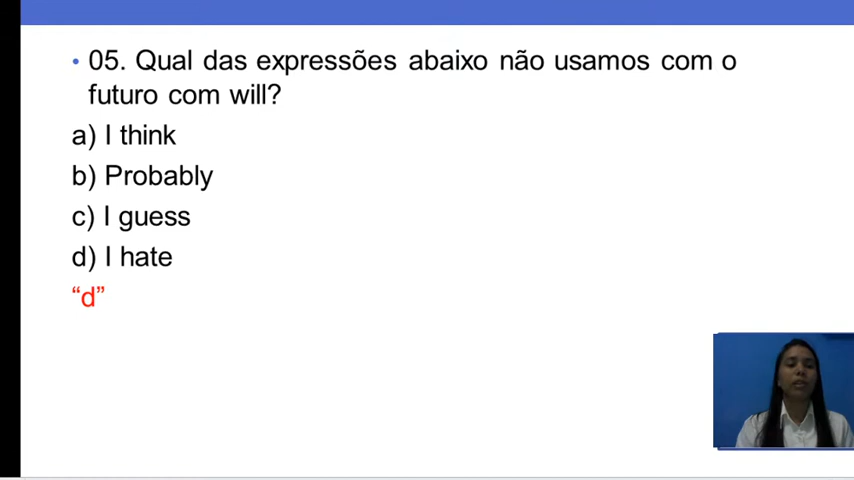 • 05. Qual das expressões abaixo não usamos com o
futuro com will?
a) I think
b) Probably
c) I guess
d) I hate
“d”